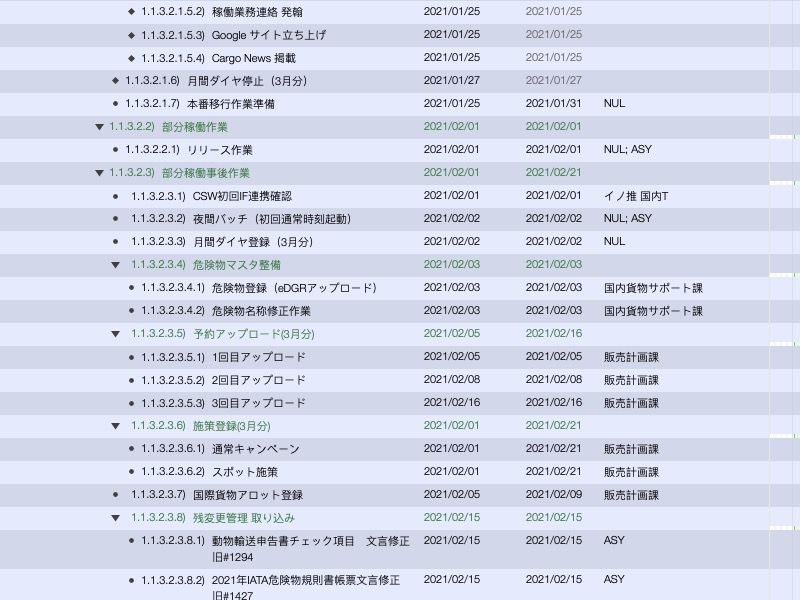 1.1.3.2.1.5.2) 稼働業務連絡 発翰 2021/01/25 2021/01/25
1.1.3.2.1.5.3) Google サイト立ち上げ 2021/01/25 2021/01/25
1.1.3.2.1.5.4) Cargo News 掲載 2021/01/25 2021/01/25
1.1.3.2.1.6) 月間ダイヤ停止（3月分） 2021/01/27 2021/01/27
1.1.3.2.1.7) 本番移行作業準備 2021/01/25 2021/01/31 NUL
1.1.3.2.2) 部分稼働作業 2021/02/01 2021/02/01
1.1.3.2.2.1) リリース作業 2021/02/01 2021/02/01 NUL; ASY
1.1.3.2.3) 部分稼働事後作業 2021/02/01 2021/02/21
1.1.3.2.3.1) CSW初回IF連携確認 2021/02/01 2021/02/01 イノ推 国内T
1.1.3.2.3.2) 夜間バッチ（初回通常時刻起動） 2021/02/02 2021/02/02 NUL; ASY
1.1.3.2.3.3) 月間ダイヤ登録（3月分） 2021/02/02 2021/02/02 NUL
1.1.3.2.3.4) 危険物マスタ整備 2021/02/03 2021/02/03
1.1.3.2.3.4.1) 危険物登録（eDGRアップロード） 2021/02/03 2021/02/03 国内貨物サポート課
1.1.3.2.3.4.2) 危険物名称修正作業 2021/02/03 2021/02/03 国内貨物サポート課
1.1.3.2.3.5) 予約アップロード(3月分) 2021/02/05 2021/02/16
1.1.3.2.3.5.1) 1回目アップロード 2021/02/05 2021/02/05 販売計画課
1.1.3.2.3.5.2) 2回目アップロード 2021/02/08 2021/02/08 販売計画課
1.1.3.2.3.5.3) 3回目アップロード 2021/02/16 2021/02/16 販売計画課
1.1.3.2.3.6) 施策登録(3月分) 2021/02/01 2021/02/21
1.1.3.2.3.6.1) 通常キャンペーン 2021/02/01 2021/02/21 販売計画課
1.1.3.2.3.6.2) スポット施策 2021/02/01 2021/02/21 販売計画課
1.1.3.2.3.7) 国際貨物アロット登録 2021/02/05 2021/02/09 販売計画課
1.1.3.2.3.8) 残変更管理 取り込み 2021/02/15 2021/02/15
1.1.3.2.3.8.1) 動物輸送申告書チェック項目　文言修正 2021/02/15 2021/02/15 ASY
旧#1294
1.1.3.2.3.8.2) 2021年IATA危険物規則書帳票文言修正 2021/02/15 2021/02/15 ASY
旧#1427